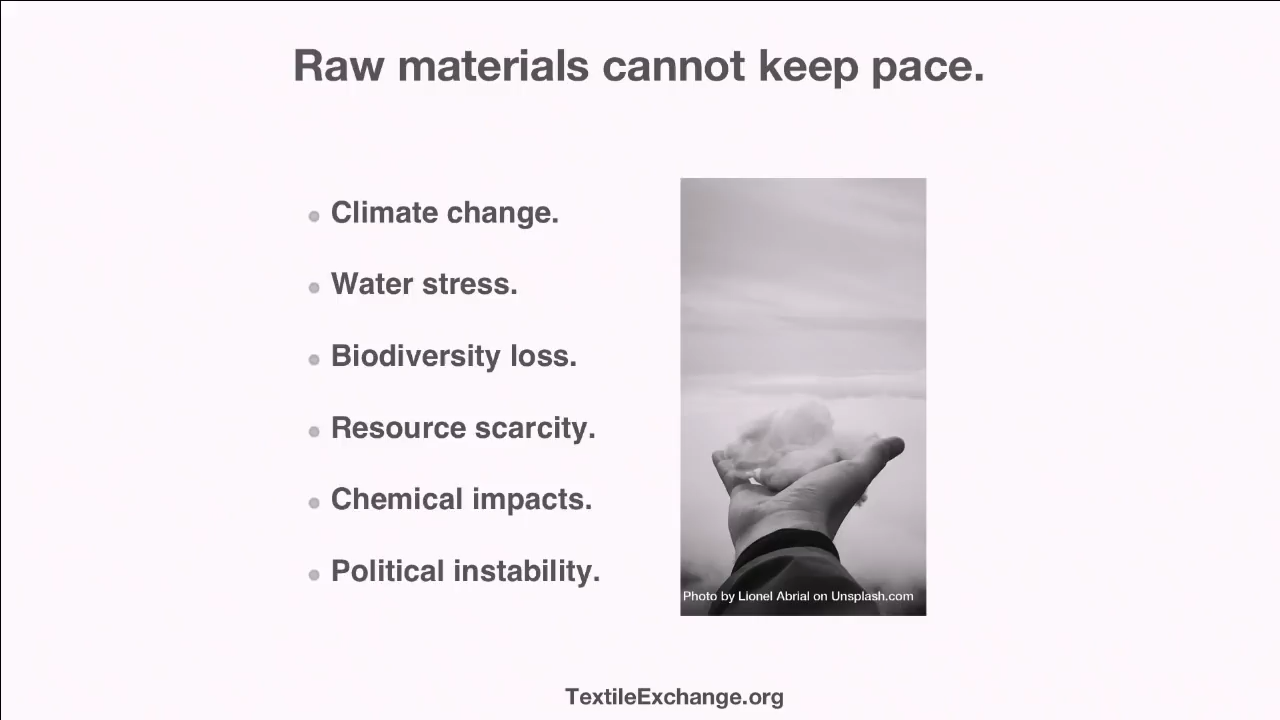 Raw materials cannot keep pace.
Climate change.
Water stress.
Biodiversity loss.
Resource scarcity.
Chemical impacts.
Political instability.
Photo by Lionel Abrial on Unsplash.com
TextileExchange.org